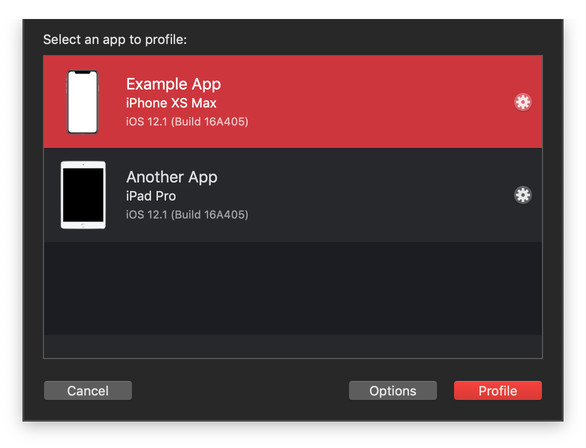 Select an app to profile:
Example App
iPhone XS Max
iOS 12.1 (Build 16A405)
Another App
iPad Pro
iOS 12.1 (Build 16A405)
Cancel
Options
Profile